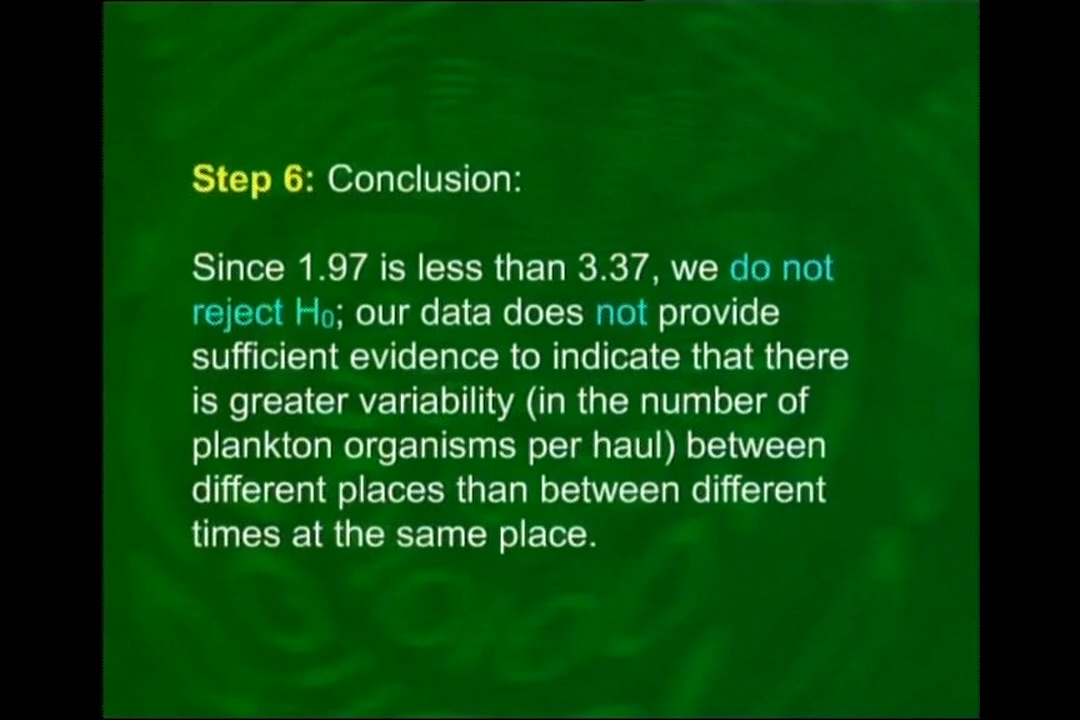 Step 6: Conclusion:
Since 1.97 is less than 3.37, we do not
reject H₀; our data does not provide
sufficient evidence to indicate that there
is greater variability (in the number of
plankton organisms per haul) between
different places than between different
times at the same place.